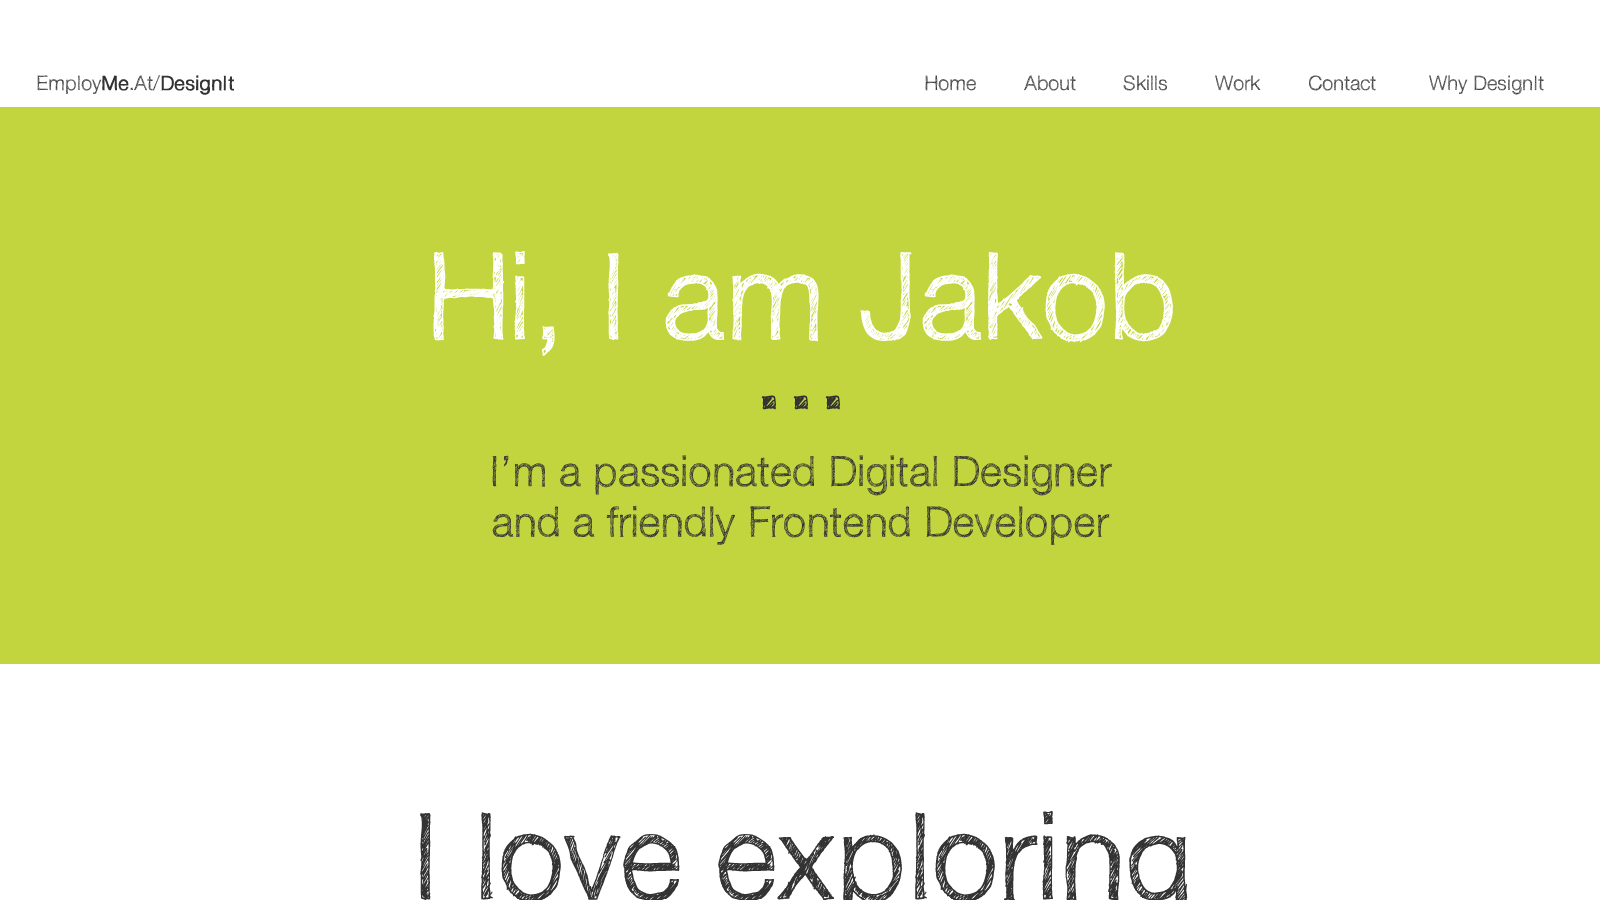 EmployMe.At/DesignIt
Home About Skills Work Contact Why DesignIt
Hi, I am Jakob
...
I'm a passionated Digital Designer
and a friendly Frontend Developer
I love exploring